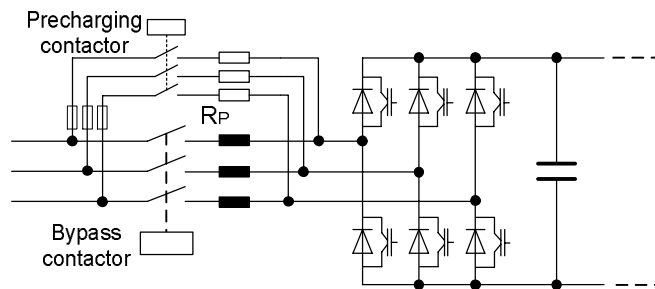 Precharging
contactor
RP
Bypass
contactor